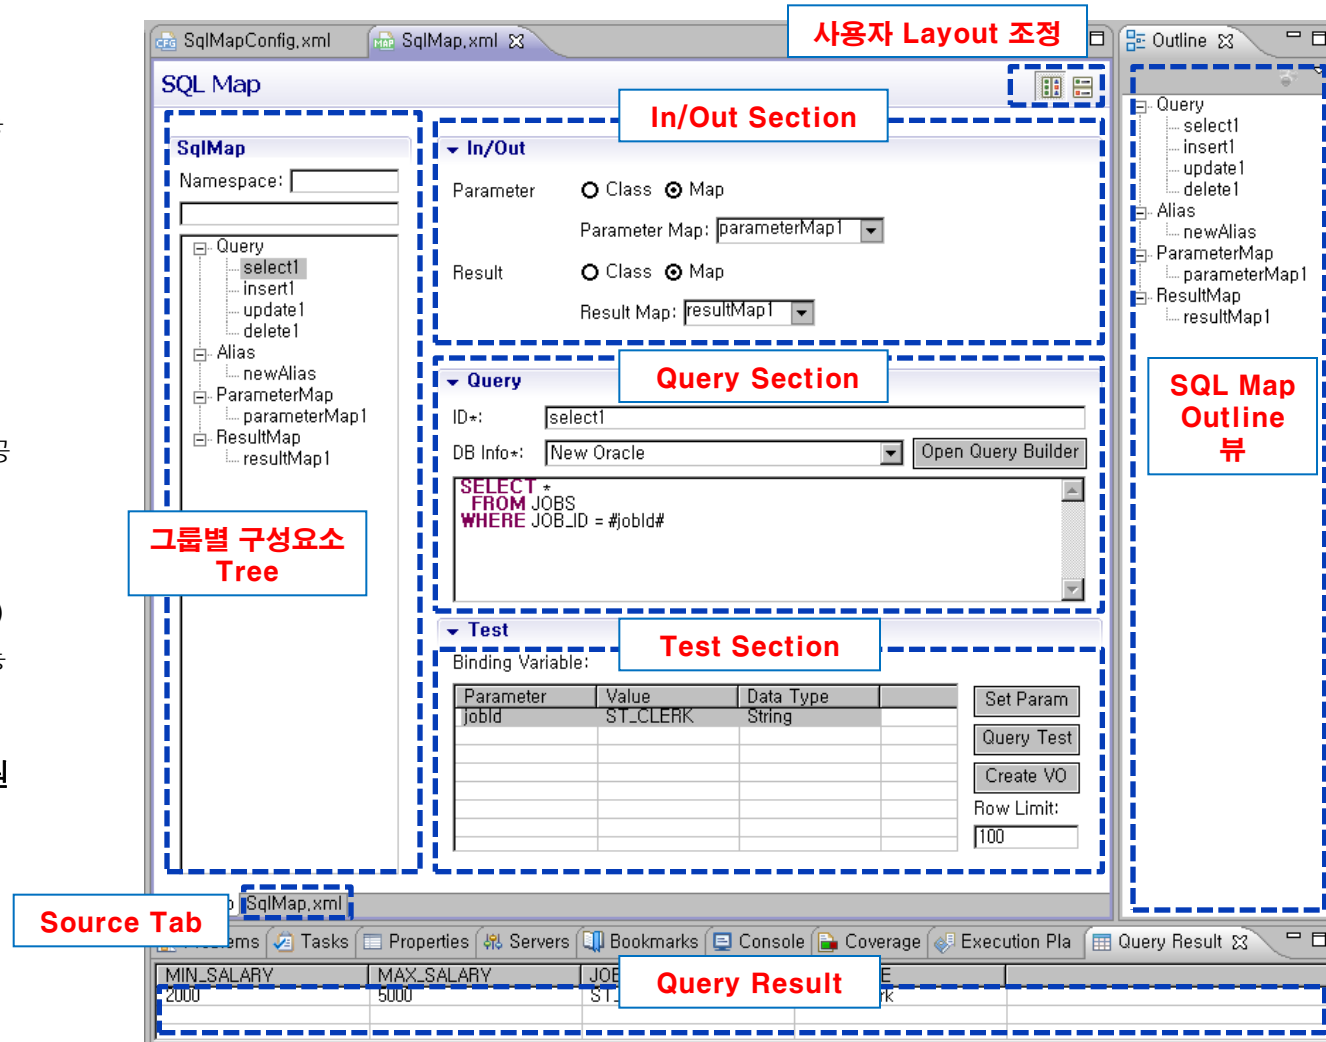 SqlMapConfig.xml
SqlMap.xml
사용자 Layout 조정
Outline
SQL Map
In/Out Section
SqlMap
Namespace:
Query
select1
insert1
update1
delete1
Alias
newAlias
ParameterMap
parameterMap1
ResultMap
resultMap1
그룹별 구성요소
Tree
In/Out
Parameter
Class
Map
Parameter Map:
parameterMap1
Result
Class
Map
Result Map:
resultMap1
Query
Query Section
ID*:
select1
DB Info*:
New Oracle
Open Query Builder
SELECT *
FROM JOBS
WHERE JOB_ID = #jobId#
Test
Test Section
Binding Variable:
Parameter Value Data Type
jobId ST_CLERK String
Set Param
Query Test
Create VO
Row Limit:
100
Query
select1
insert1
update1
delete1
Alias
newAlias
ParameterMap
parameterMap1
ResultMap
resultMap1
SQL Map
Outline
뷰
Source Tab
SqlMap.xml
Tasks
Properties
Servers
Bookmarks
Console
Coverage
Execution Pla
Query Result
MIN_SALARY MAX_SALARY
2000 5000
Query Result